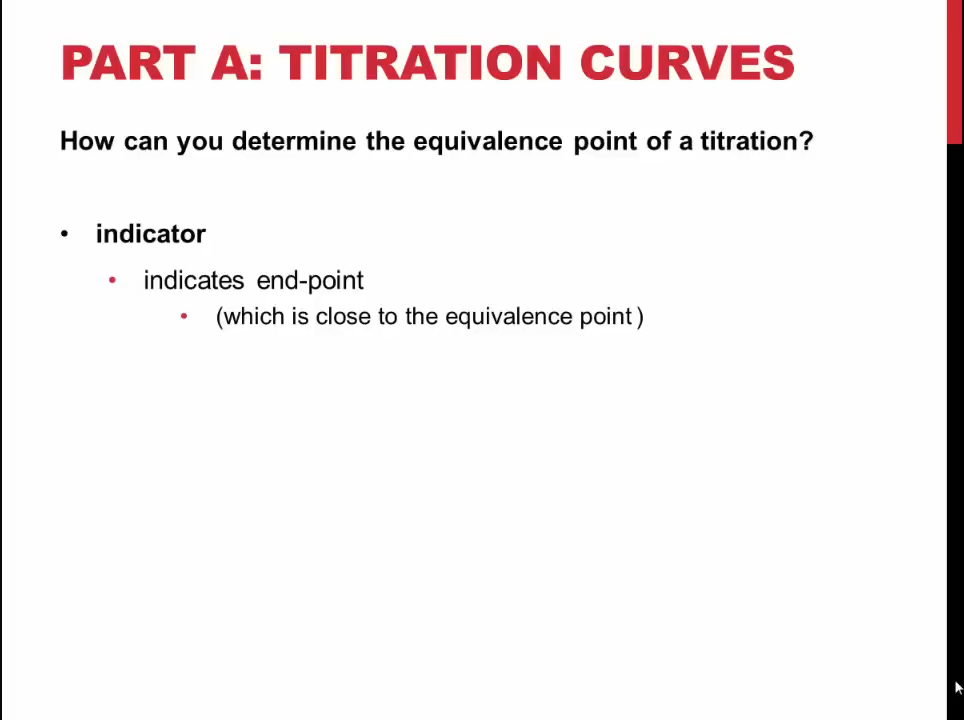 PART A: TITRATION CURVES
How can you determine the equivalence point of a titration?
• indicator
• indicates end-point
• (which is close to the equivalence point )